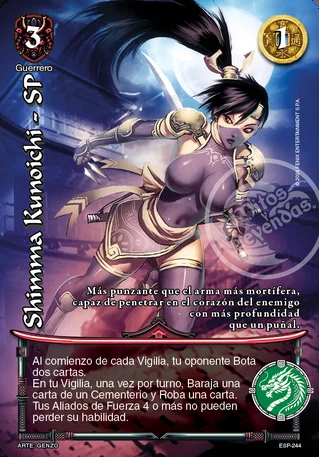 3
Guerrero
1
Shimma Kunoichi - SP
Mitos
Leyendas
Más punzante que el arma más mortífera,
capaz de penetrar en el corazón del enemigo
con más profundidad
que un puñal.
Al comienzo de cada Vigilia, tu oponente Bota
dos cartas.
En tu Vigilia, una vez por turno, Baraja una
carta de un Cementerio y Roba una carta.
Tus Aliados de Fuerza 4 o más no pueden
perder su habilidad.
ARTE: GENZO
ESP-244